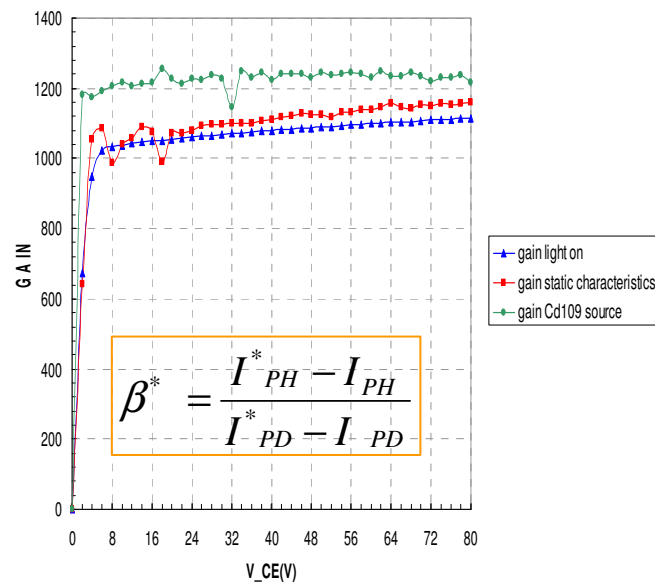 1400
1200
1000
800
600
400
200
0
G A I N
0 8 16 24 32 40 48 56 64 72 80
V_CE(V)
β* = (I*PH − IPH) / (I*PD − I PD)
gain light on
gain static characteristics
gain Cd109 source